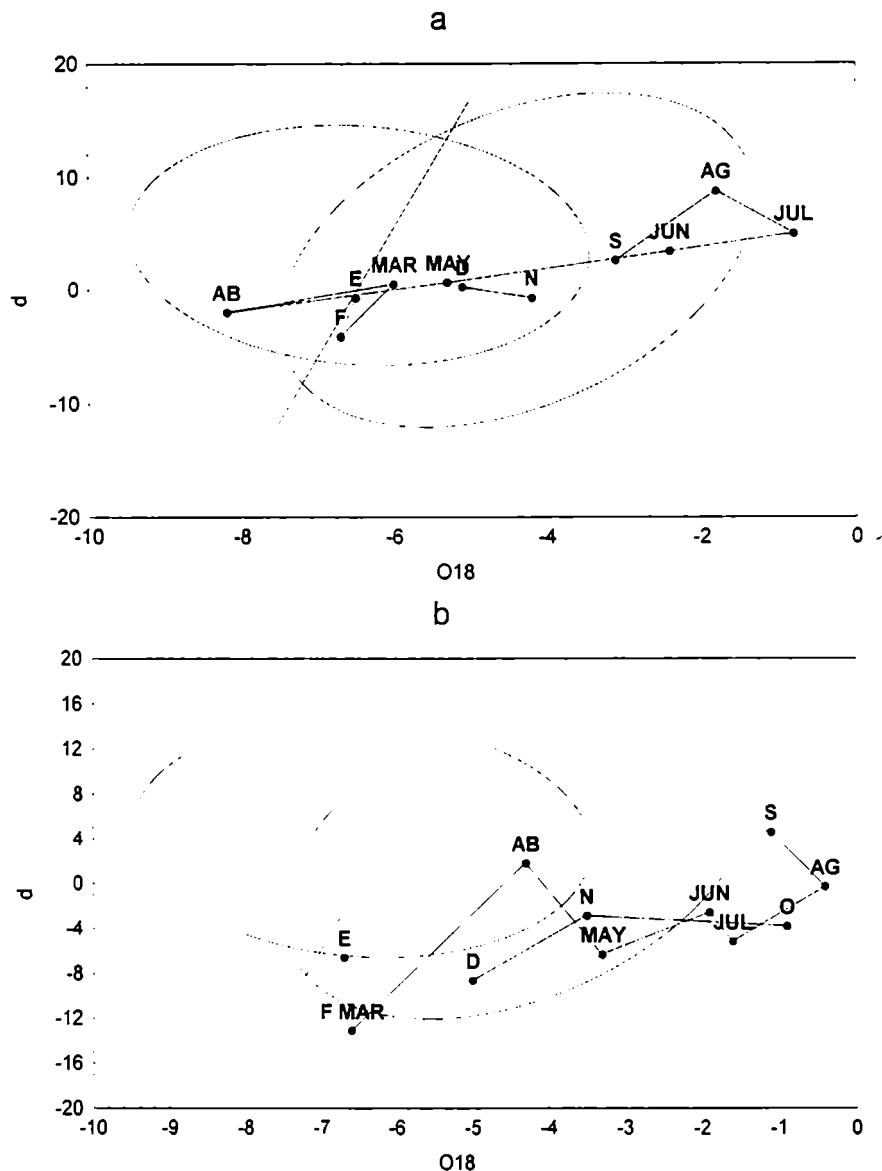 a
20
AG
10
JUL
S JUN
MAR MAY D
E N
AB
0
F
d
-10
-20
-10 -8 -6 -4 -2 0
O18
b
20
16
12
8
S
4
AB
AG
0
N JUN
O
d
-4
MAY JUL
E
D
-8
F MAR
-12
-16
-20
-10 -9 -8 -7 -6 -5 -4 -3 -2 -1 0
O18